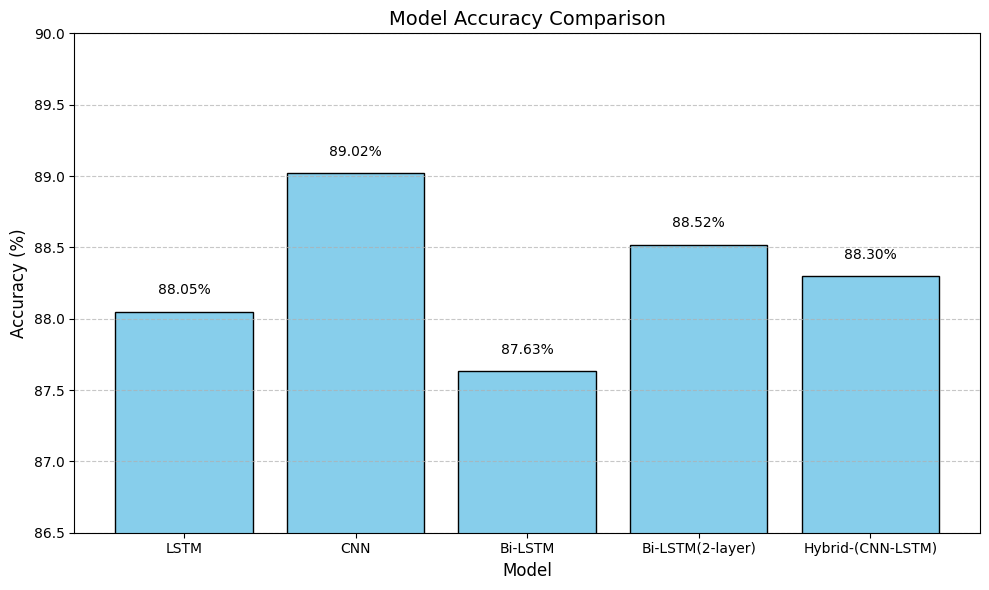 Model Accuracy Comparison
90.0
89.5
89.0
88.5
88.0
87.5
87.0
86.5
Accuracy (%)
88.05%
89.02%
87.63%
88.52%
88.30%
LSTM
CNN
Bi-LSTM
Bi-LSTM(2-layer)
Hybrid-(CNN-LSTM)
Model